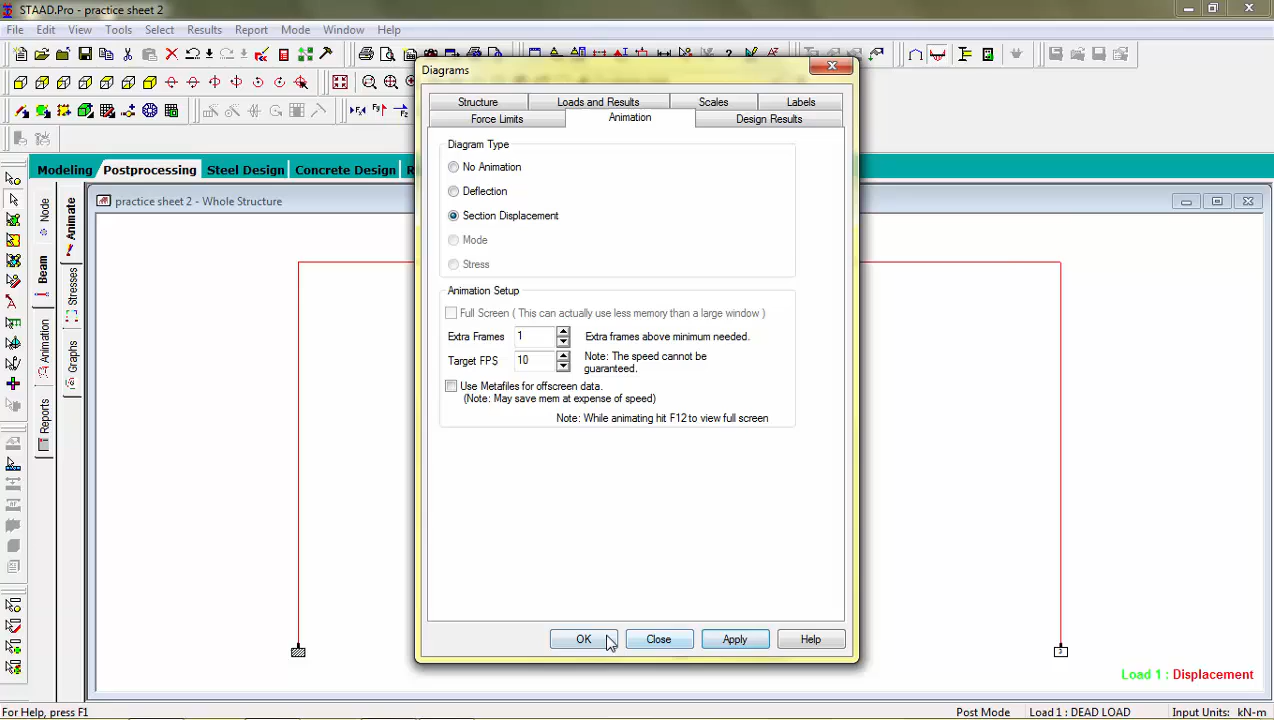 STAAD.Pro - practice sheet 2
File Edit View Tools Select Results Report Mode Window Help
Diagrams
Structure Loads and Results Scales Labels
Force Limits Animation Design Results
Modeling Postprocessing Steel Design Concrete Design R
practice sheet 2 - Whole Structure
Node
Beam
Animation
Reports
Animate
Stresses
Graphs
Diagram Type
No Animation
Deflection
Section Displacement
Mode
Stress
Animation Setup
Full Screen ( This can actually use less memory than a large window )
Extra Frames 1 Extra frames above minimum needed.
Target FPS 10 Note: The speed cannot be
guaranteed.
Use Metafiles for offscreen data.
(Note: May save mem at expense of speed)
Note: While animating hit F12 to view full screen
OK Close Apply Help
Load 1 : Displacement
For Help, press F1 Post Mode Load 1 : DEAD LOAD Input Units: kN-m